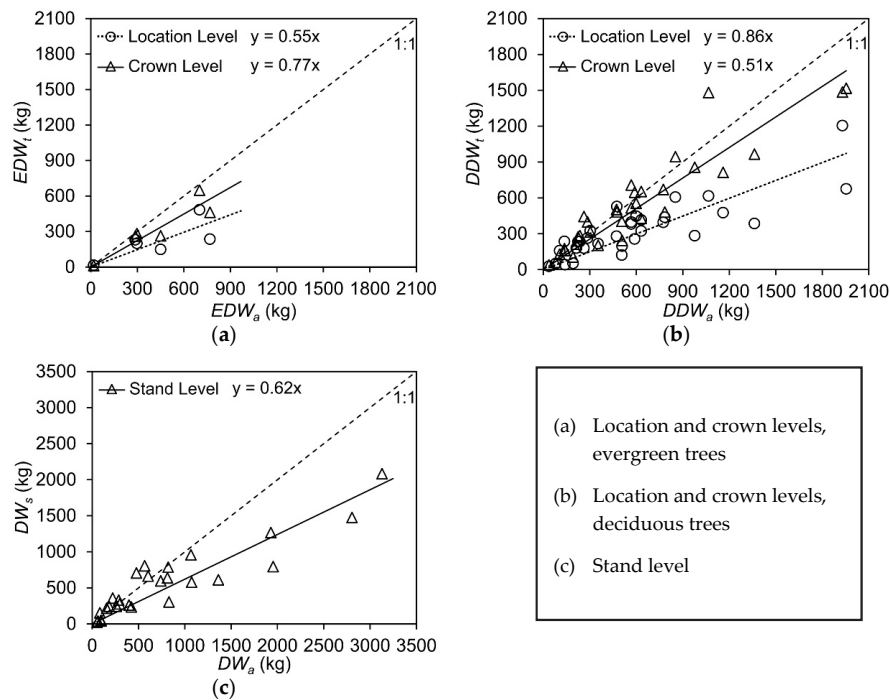 2100
1800
1500
1200
900
600
300
0
EDWt (kg)
Location Level y = 0.55x
Crown Level y = 0.77x
1:1
0 300 600 900 1200 1500 1800 2100
EDWa (kg)
(a)
2100
1800
1500
1200
900
600
300
0
DDWt (kg)
Location Level y = 0.86x
Crown Level y = 0.51x
1:1
0 300 600 900 1200 1500 1800 2100
DDWa (kg)
(b)
3500
3000
2500
2000
1500
1000
500
0
DWs (kg)
Stand Level y = 0.62x
1:1
0 500 1000 1500 2000 2500 3000 3500
DWa (kg)
(c)
(a) Location and crown levels,
evergreen trees
(b) Location and crown levels,
deciduous trees
(c) Stand level